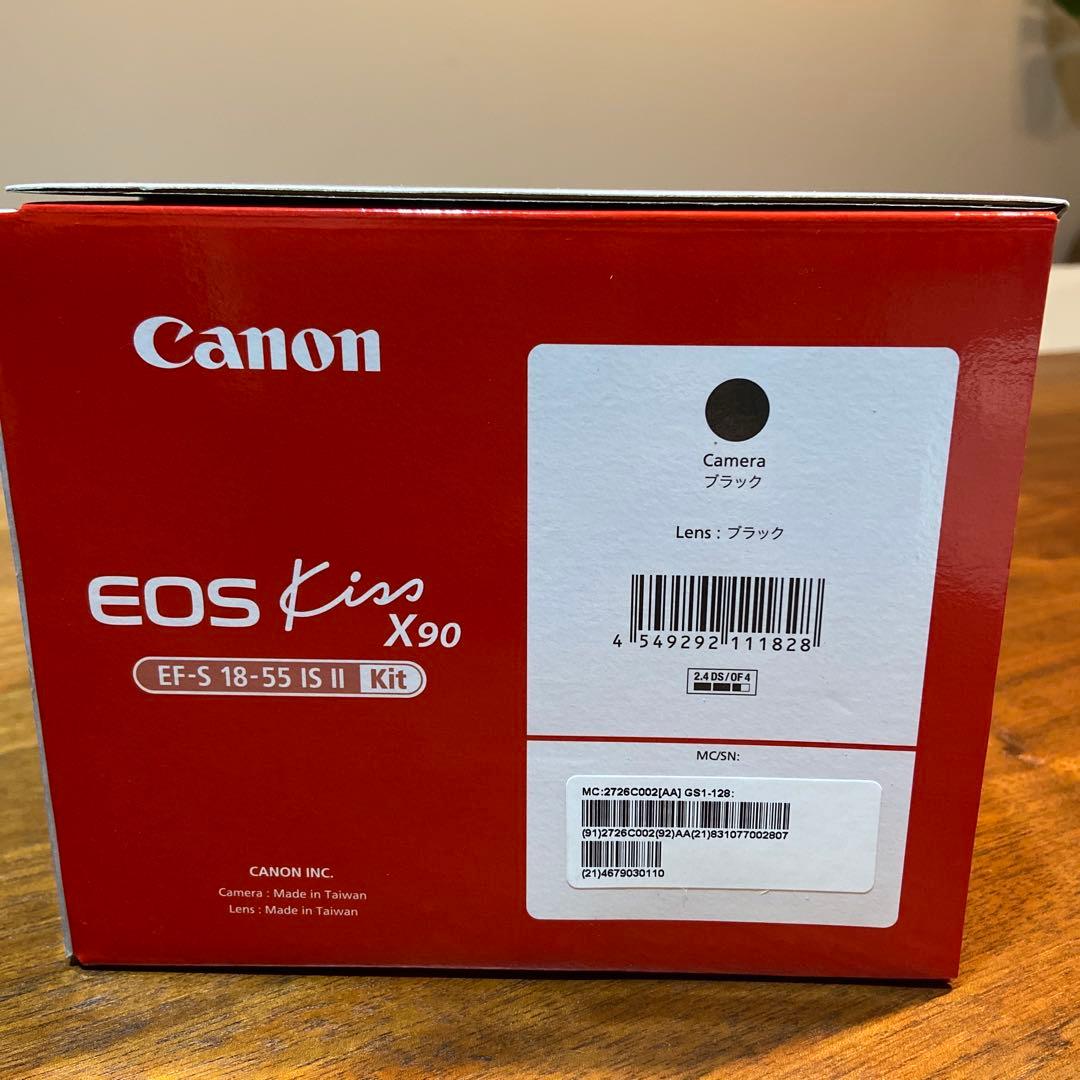 Canon
EOS Kiss
X90
EF-S 18-55 IS II Kit
CANON INC.
Camera : Made in Taiwan
Lens : Made in Taiwan
Camera
ブラック
Lens : ブラック
4 549292 111828
2.4 DS/OF4
MC/SN:
MC:2726C002[AA] GS1-128:
(91)2726C002(92)AA(21)831077002807
(21)4679030110